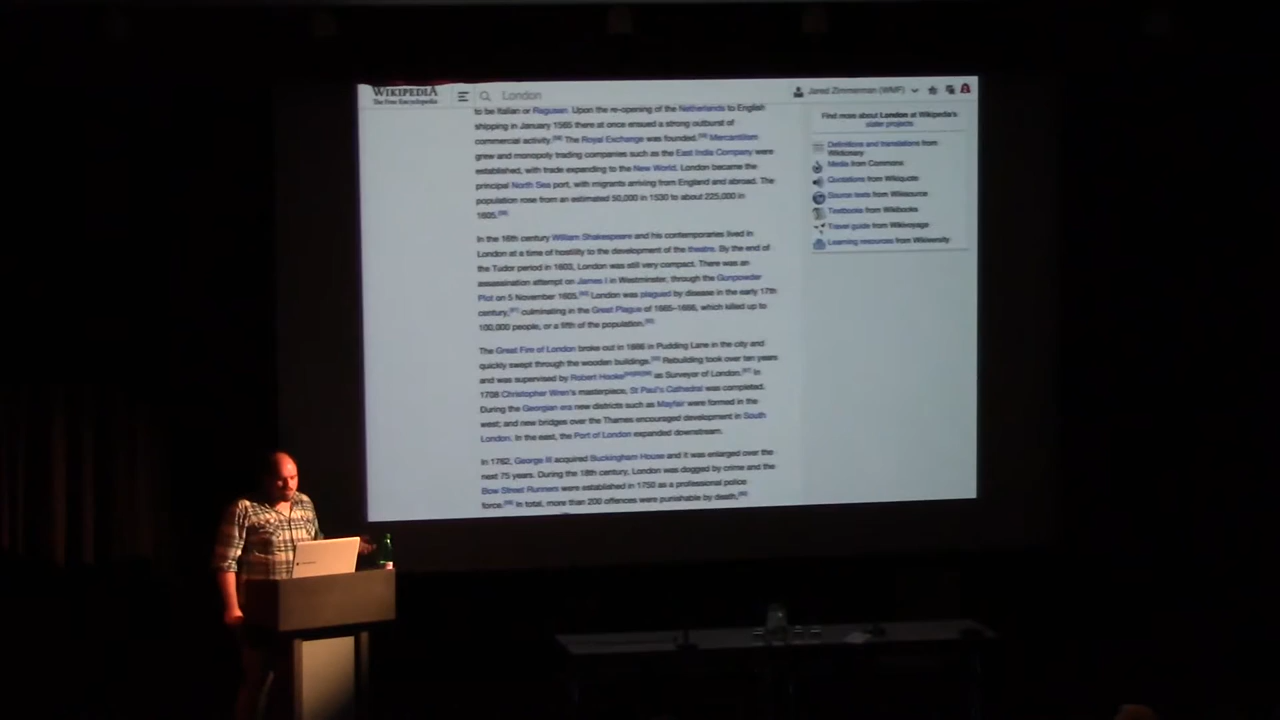 WIKIPEDIA
The Free Encyclopedia
London
Jared Zimmerman (WMF)
to be Italian or Ragusan. Upon the re-opening of the Netherlands to English
shipping in January 1565 there at once ensued a strong outburst of
commercial activity. The Royal Exchange was founded. Mercantilism
grew and monopoly trading companies such as the East India Company were
established, with trade expanding to the New World. London became the
principal North Sea port, with migrants arriving from England and abroad. The
population rose from an estimated 50,000 in 1530 to about 225,000 in
1605.
In the 16th century William Shakespeare and his contemporaries lived in
London at a time of hostility to the development of the theatre. By the end of
the Tudor period in 1603, London was still very compact. There was an
assassination attempt on James I in Westminster, through the Gunpowder
Plot on 5 November 1605. London was plagued by disease in the early 17th
century, culminating in the Great Plague of 1665–1666, which killed up to
100,000 people, or a fifth of the population.
The Great Fire of London broke out in 1666 in Pudding Lane in the city and
quickly swept through the wooden buildings. Rebuilding took over ten years
and was supervised by Robert Hooke as Surveyor of London. In
1708 Christopher Wren's masterpiece, St Paul's Cathedral was completed.
During the Georgian era new districts such as Mayfair were formed in the
west; and new bridges over the Thames encouraged development in South
London. In the east, the Port of London expanded downstream.
In 1762, George III acquired Buckingham House and it was enlarged over the
next 75 years. During the 18th century, London was dogged by crime and the
Bow Street Runners were established in 1750 as a professional police
force. In total, more than 200 offences were punishable by death,
Find more about London at Wikipedia's
sister projects
Definitions and translations from
Wiktionary
Media from Commons
Quotations from Wikiquote
Source texts from Wikisource
Textbooks from Wikibooks
Travel guide from Wikivoyage
Learning resources from Wikiversity